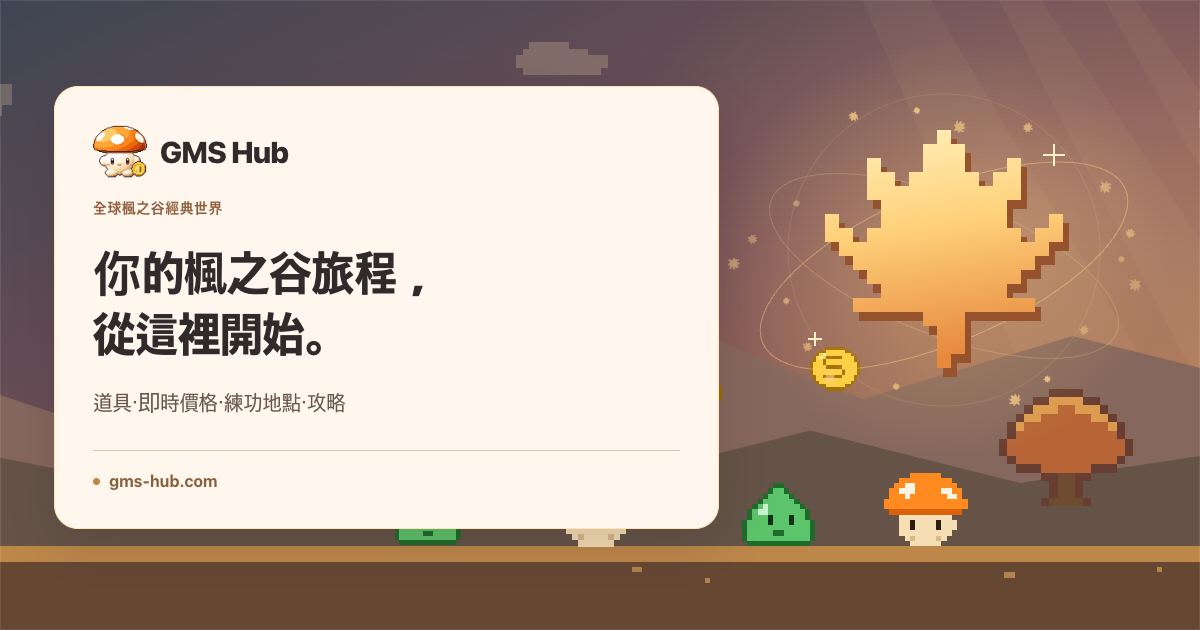 GMS Hub
全球楓之谷經典世界
你的楓之谷旅程，
從這裡開始。
道具·即時價格·練功地點·攻略
gms-hub.com